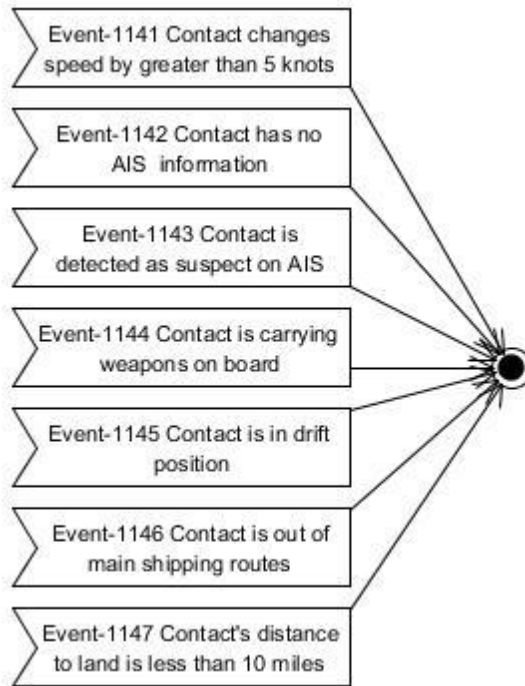 Event-1141 Contact changes
speed by greater than 5 knots
Event-1142 Contact has no
AIS information
Event-1143 Contact is
detected as suspect on AIS
Event-1144 Contact is carrying
weapons on board
Event-1145 Contact is in drift
position
Event-1146 Contact is out of
main shipping routes
Event-1147 Contact's distance
to land is less than 10 miles